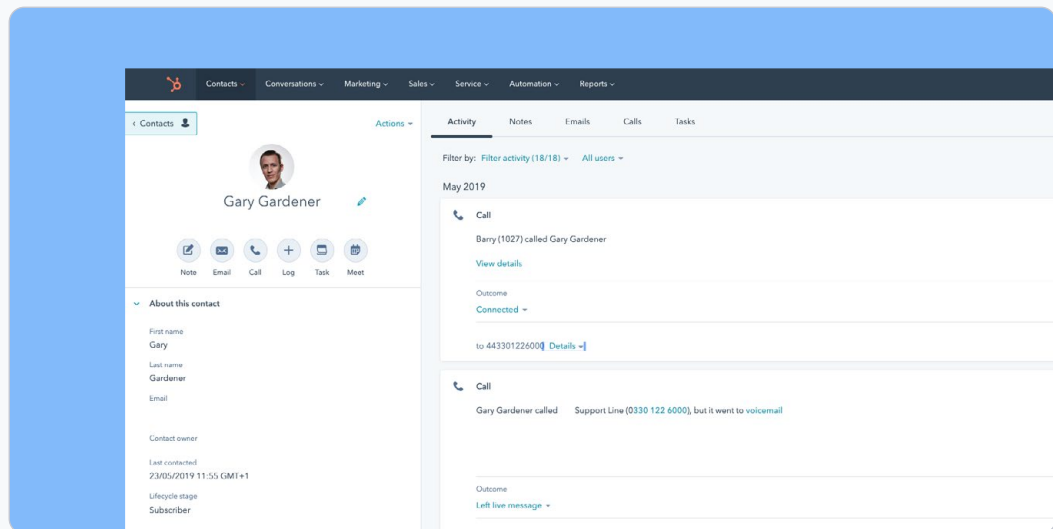 Contacts Conversations Marketing Sales Service Automation Reports
Contacts
Actions
Gary Gardener
Note Email Call Log Task Meet
About this contact
First name
Gary
Last name
Gardener
Email
Contact owner
Last contacted
23/05/2019 11:55 GMT+1
Lifecycle stage
Subscriber
Activity Notes Emails Calls Tasks
Filter by: Filter activity (18/18) All users
May 2019
Call
Barry (1027) called Gary Gardener
View details
Outcome
Connected
to 443301226000 Details
Call
Gary Gardener called Support Line (0330 122 6000), but it went to voicemail
Outcome
Left live message